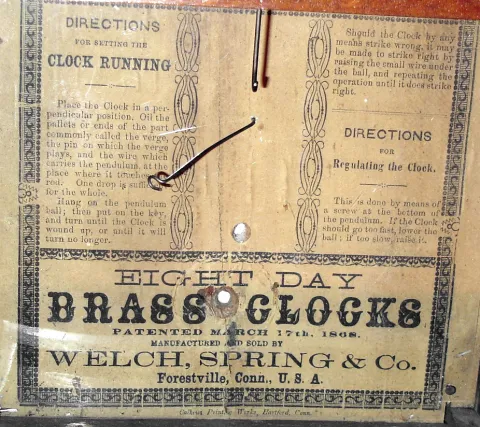 DIRECTIONS
FOR SETTING THE
CLOCK RUNNING
Place the Clock in a per-
pendicular position. Oil the
pallets or ends of the part
commonly called the verge,
the pin on which the verge
plays, and the wire which
carries the pendulum, at the
place where it touches the
rod. One drop is
for the whole.
Hang on the pendulum
ball; then put on the key,
and turn until the Clock is
wound up, or until it will
turn no longer.
Should the Clock by any
means strike wrong, it may
be made to strike right by
raising the small wire under
the ball, and repeating the
operation until it does strike
right.
DIRECTIONS
FOR
Regulating the Clock.
This is done by means of
a screw at the bottom of
the pendulum. If the Clock
should go too fast, lower the
ball; if too slow, raise it.
EIGHT DAY
BRASS CLOCKS
PATENTED MARCH 17th, 1868.
MANUFACTURED AND SOLD BY
WELCH, SPRING & Co.
Forestville, Conn., U. S. A.
Calhoun Printing Works, Hartford, Conn.